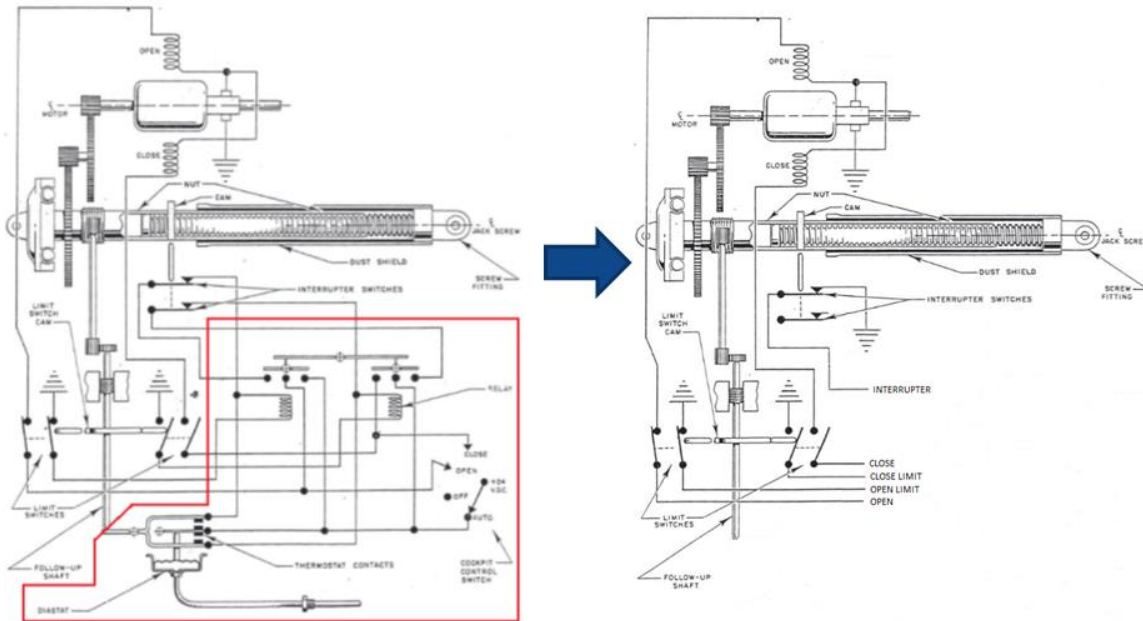 OPEN
℄
MOTOR
CLOSE
NUT
CAM
℄
JACK SCREW
DUST SHIELD
SCREW
FITTING
INTERRUPTER SWITCHES
LIMIT
SWITCH
CAM
RELAY
CLOSE
OPEN
OFF
V.D.C.
AUTO.
LIMIT
SWITCHES
FOLLOW-UP
SHAFT
THERMOSTAT CONTACTS
COCKPIT
CONTROL
SWITCH
DIASTAT
OPEN
℄
MOTOR
CLOSE
NUT
CAM
℄
JACK SCREW
DUST SHIELD
SCREW
FITTING
INTERRUPTER SWITCHES
LIMIT
SWITCH
CAM
INTERRUPTER
CLOSE
CLOSE LIMIT
OPEN LIMIT
OPEN
LIMIT
SWITCHES
FOLLOW-UP
SHAFT